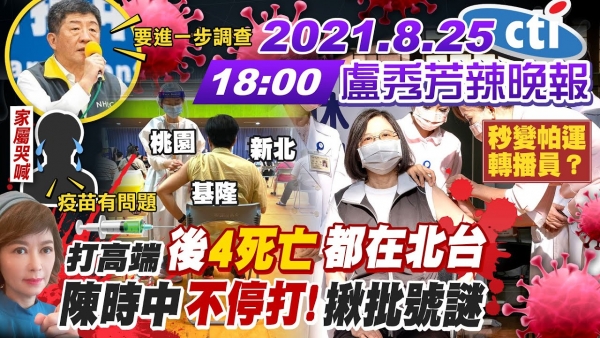 要進一步調查
2021.8.25
cti
18:00
盧秀芳辣晚報
家屬哭喊
桃園
新北
基隆
疫苗有問題
秒變帕運
轉播員？
打高端後4死亡都在北台
陳時中不停打!揪批號謎